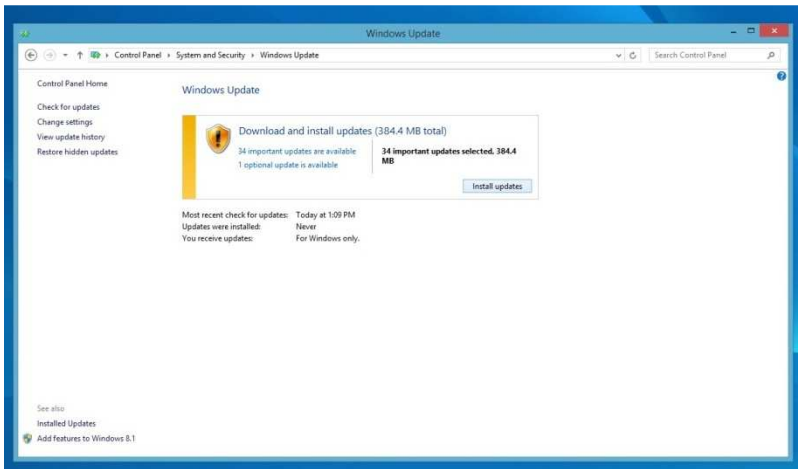 Windows Update
Control Panel System and Security Windows Update
Search Control Panel
Control Panel Home
Check for updates
Change settings
View update history
Restore hidden updates
Windows Update
Download and install updates (384.4 MB total)
34 important updates are available
1 optional update is available
34 important updates selected, 384.4
MB
Install updates
Most recent check for updates: Today at 1:09 PM
Updates were installed: Never
You receive updates: For Windows only.
See also
Installed Updates
Add features to Windows 8.1